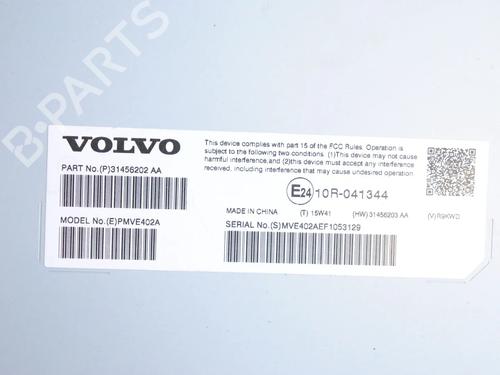 B-PARTS
VOLVO
PART No.(P)31456202 AA
MODEL No.(E)PMVE402A
This device complies with part 15 of the FCC Rules. Operation is
subject to the following two conditions. (1)This device may not cause
harmful interference,and (2)this device must accept any interference
received, including interference that may cause undesired operation
E24 10R-041344
MADE IN CHINA (T) 15W41 (HW)31456203 AA (V)R9KWD
SERIAL No.(S)MVE402AEF1053129